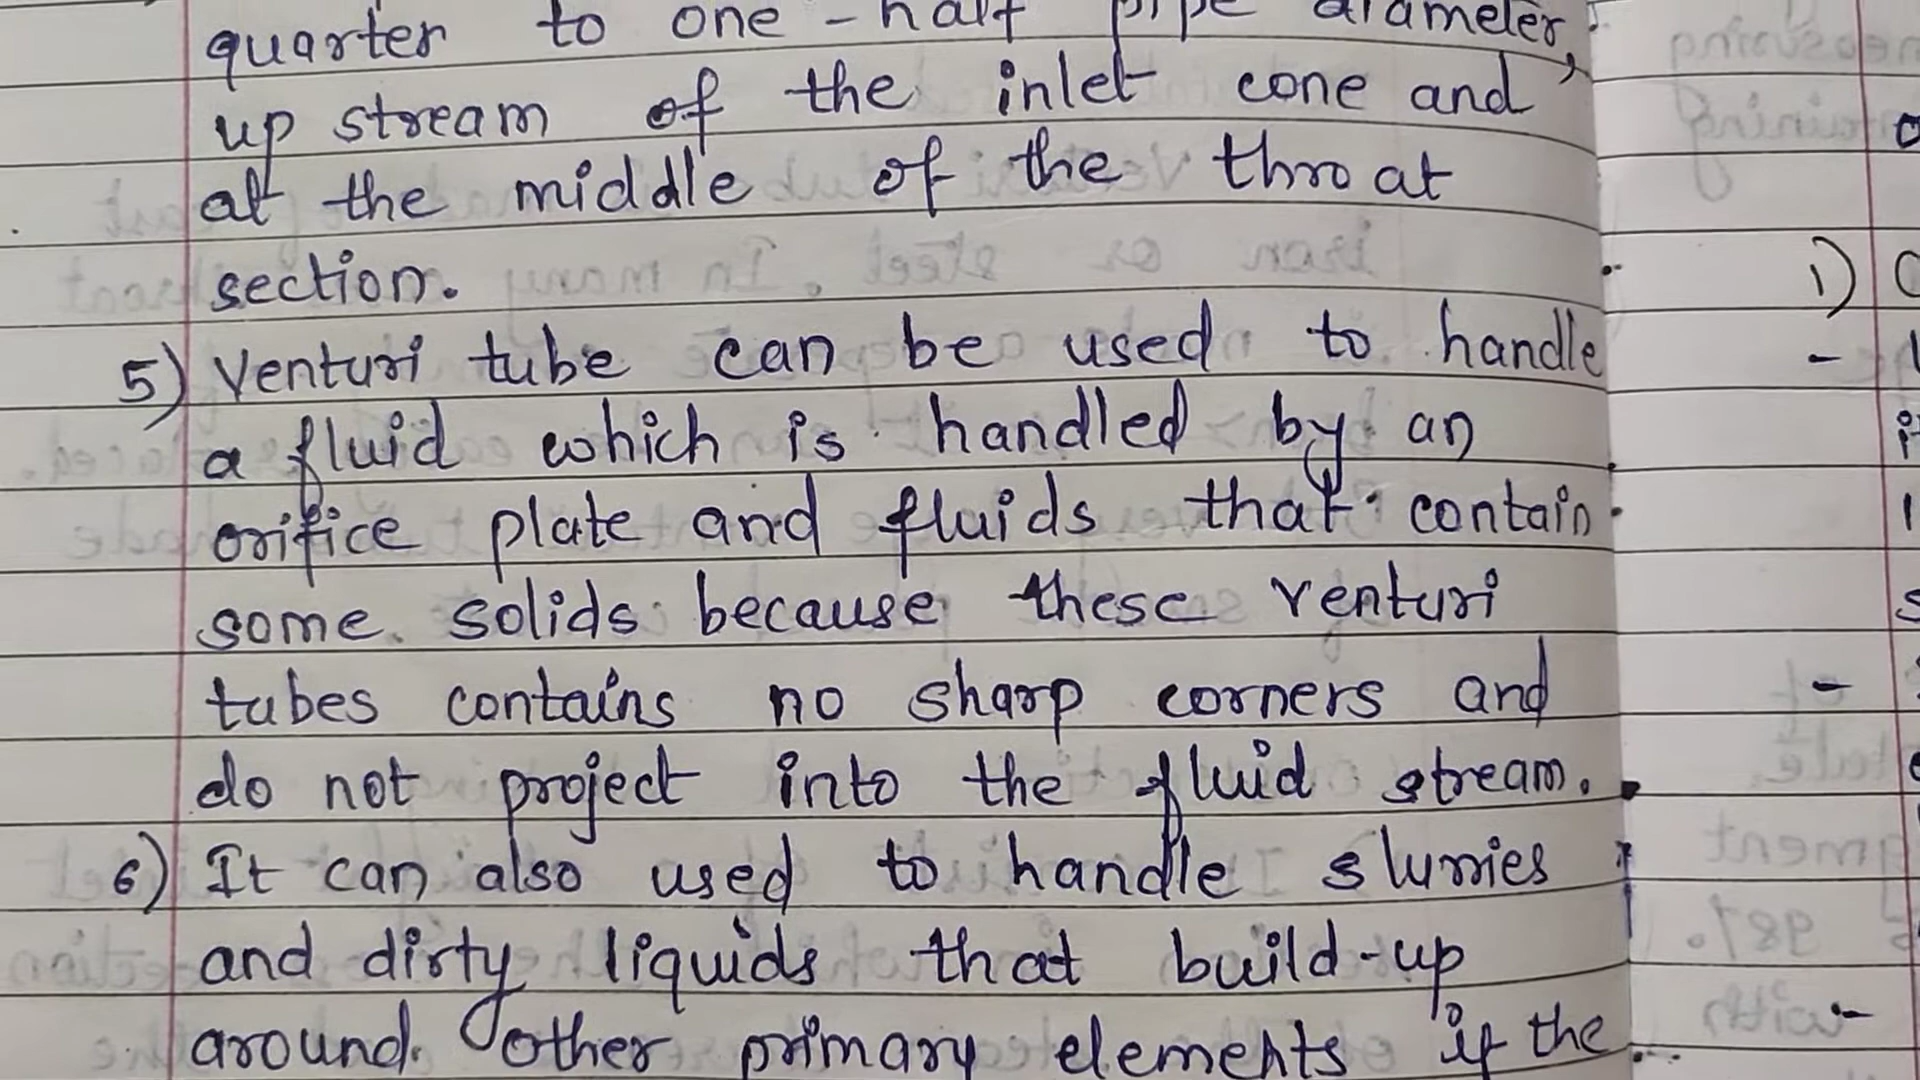 quarter to one-half pipe diameter,
up stream of the inlet cone and
at the middle of the throat
section.
5) Venturi tube can be used to handle
a fluid which is handled by an
orifice plate and fluids that contain
some solids because these venturi
tubes contains no sharp corners and
do not project into the fluid stream.
6) It can also used to handle slurries
and dirty liquids that build-up
around other primary elements if the
1)